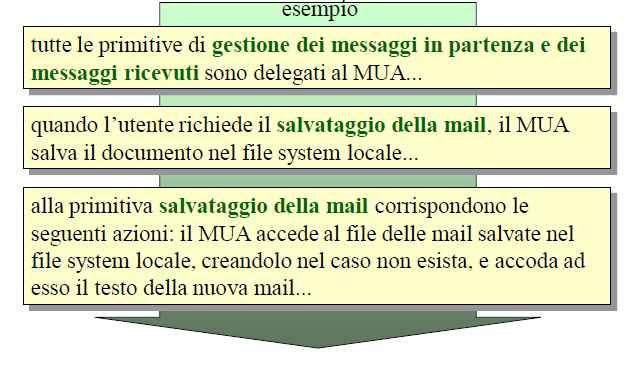 esempio
tutte le primitive di gestione dei messaggi in partenza e dei
messaggi ricevuti sono delegati al MUA...
quando l’utente richiede il salvataggio della mail, il MUA
salva il documento nel file system locale...
alla primitiva salvataggio della mail corrispondono le
seguenti azioni: il MUA accede al file delle mail salvate nel
file system locale, creandolo nel caso non esista, e accoda ad
esso il testo della nuova mail...